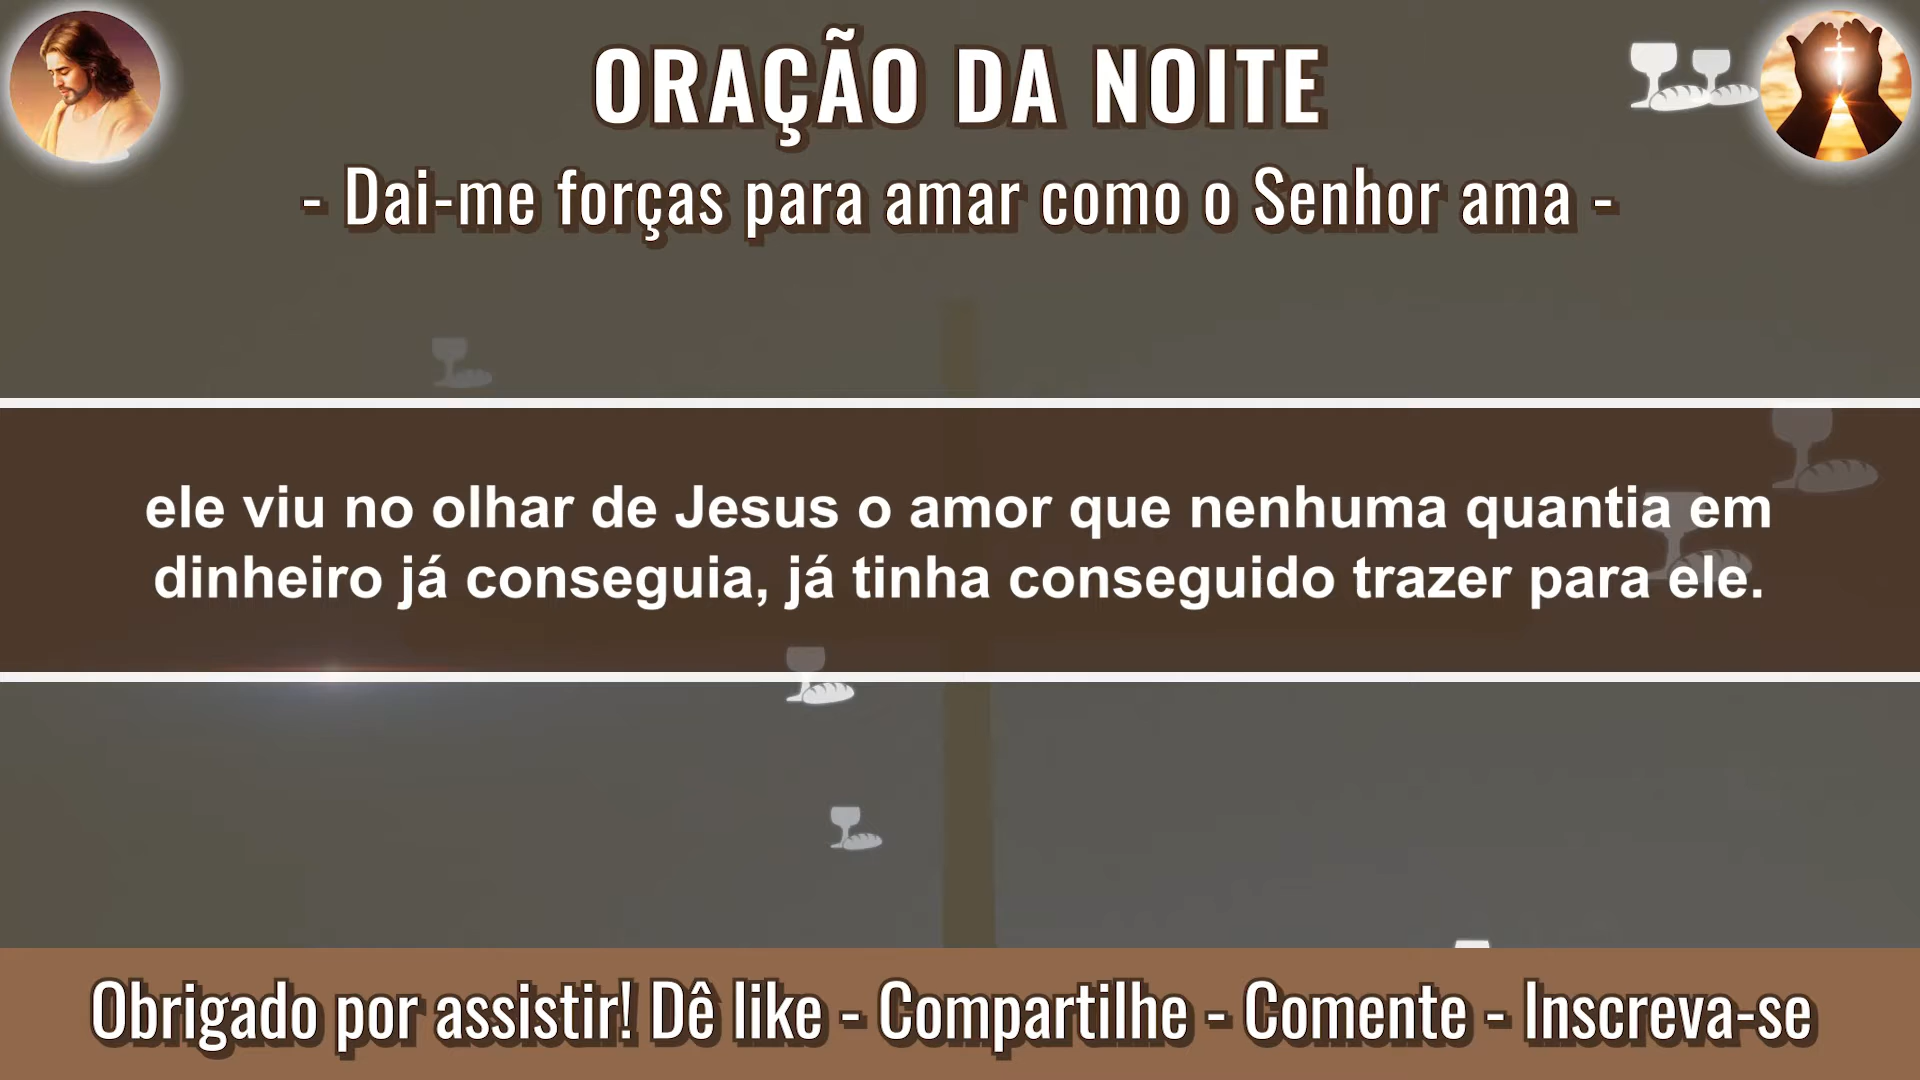 ORAÇÃO DA NOITE
- Dai-me forças para amar como o Senhor ama -
ele viu no olhar de Jesus o amor que nenhuma quantia em
dinheiro já conseguia, já tinha conseguido trazer para ele.
Obrigado por assistir! Dê like - Compartilhe - Comente - Inscreva-se